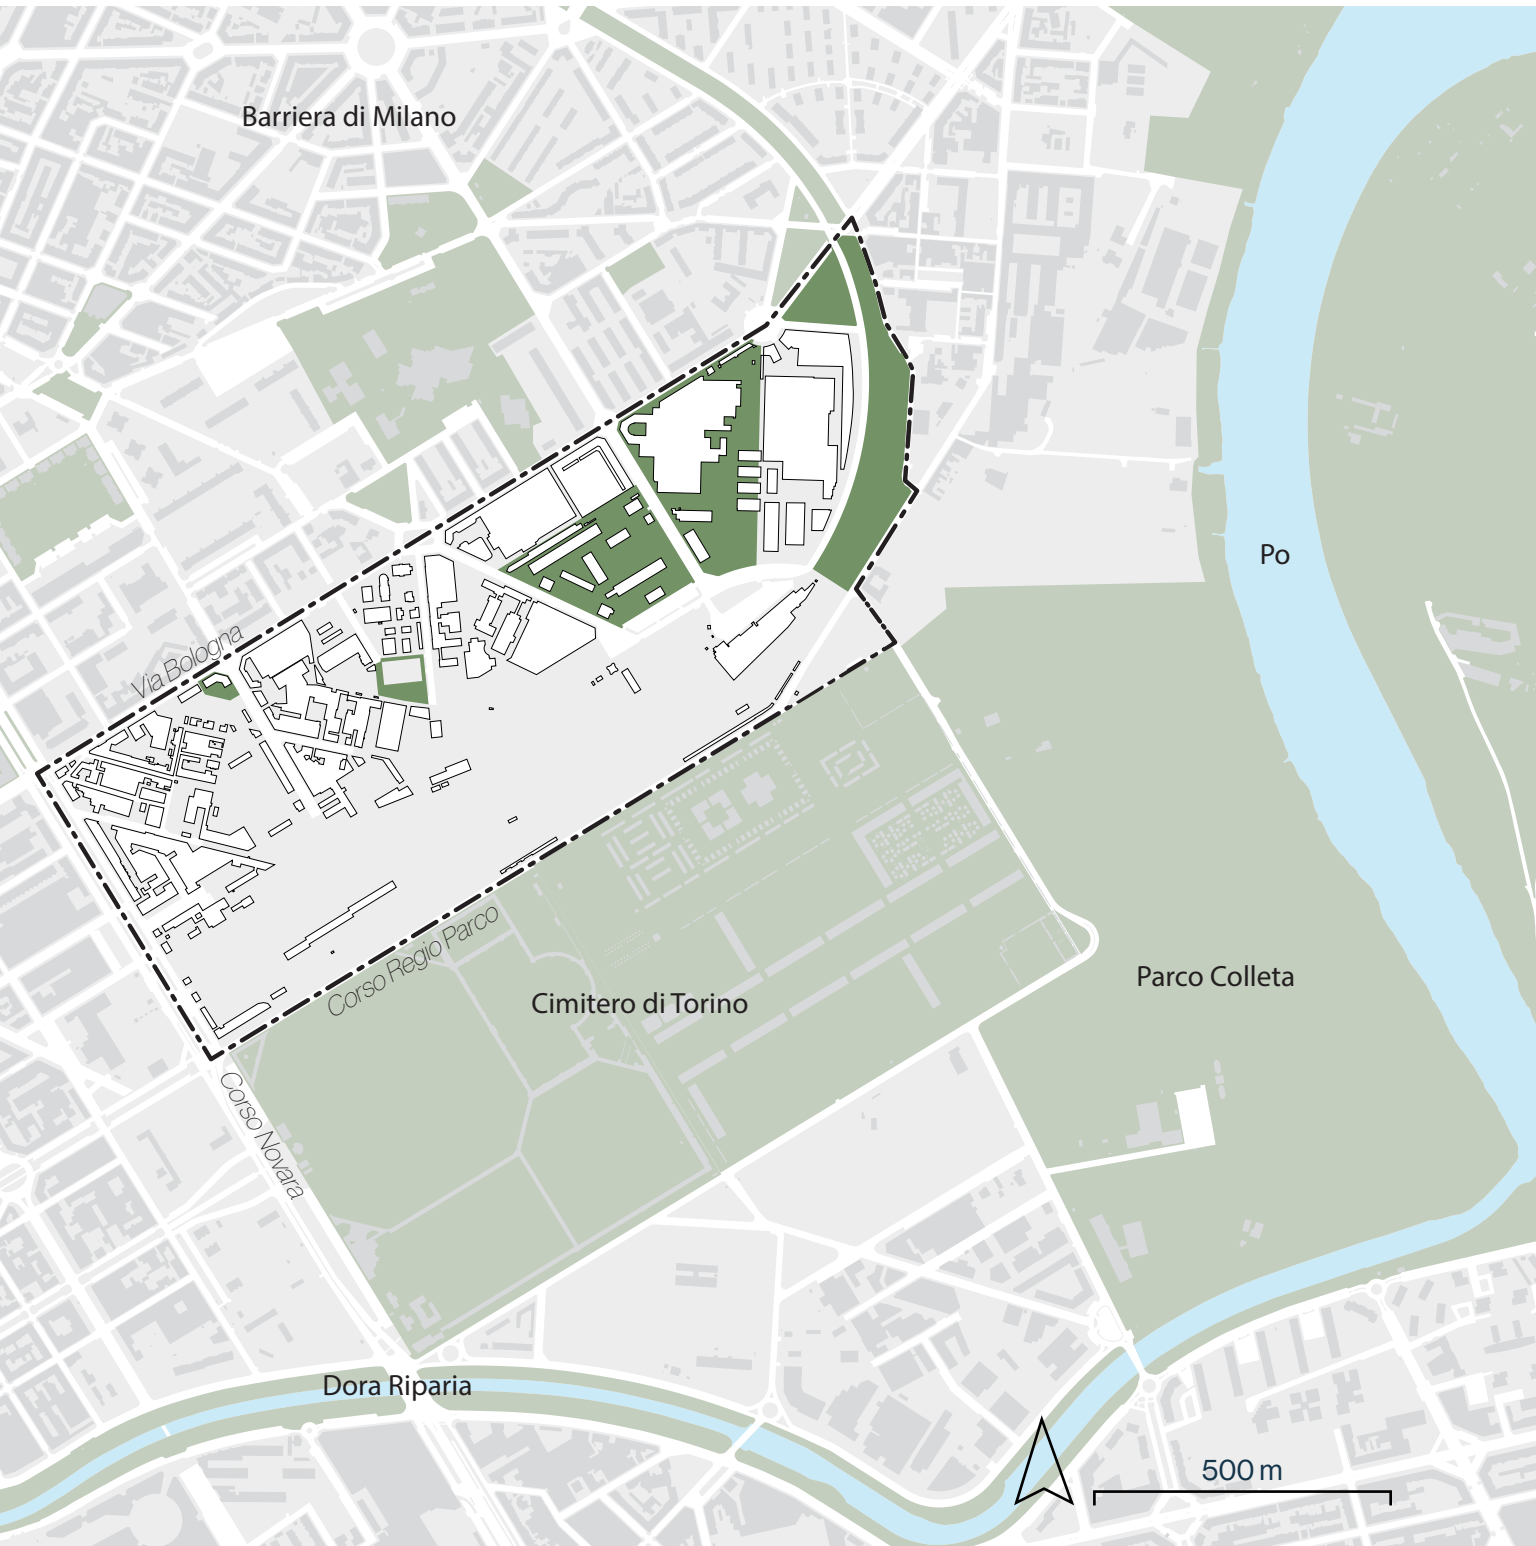 Barriera di Milano
Po
Via Bologna
Corso Regio Parco
Parco Colleta
Cimitero di Torino
Corso Novara
Dora Riparia
500 m